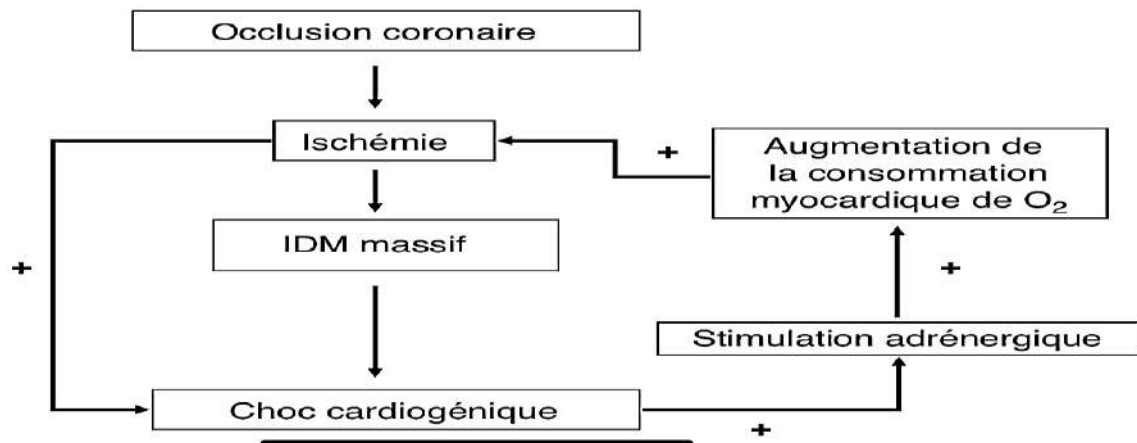 Occlusion coronaire
Ischémie
+
Augmentation de
la consommation
myocardique de O₂
IDM massif
+
+
Stimulation adrénergique
Choc cardiogénique
+